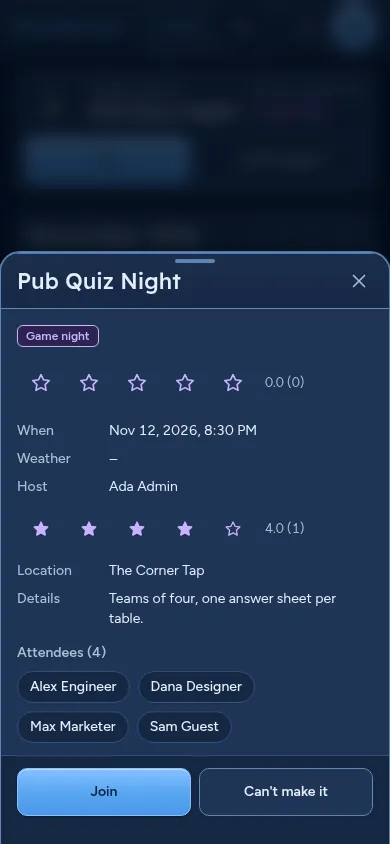 Pub Quiz Night
Game night
0.0 (0)
When Nov 12, 2026, 8:30 PM
Weather –
Host Ada Admin
4.0 (1)
Location The Corner Tap
Details Teams of four, one answer sheet per
table.
Attendees (4)
Alex Engineer Dana Designer
Max Marketer Sam Guest
Join Can't make it